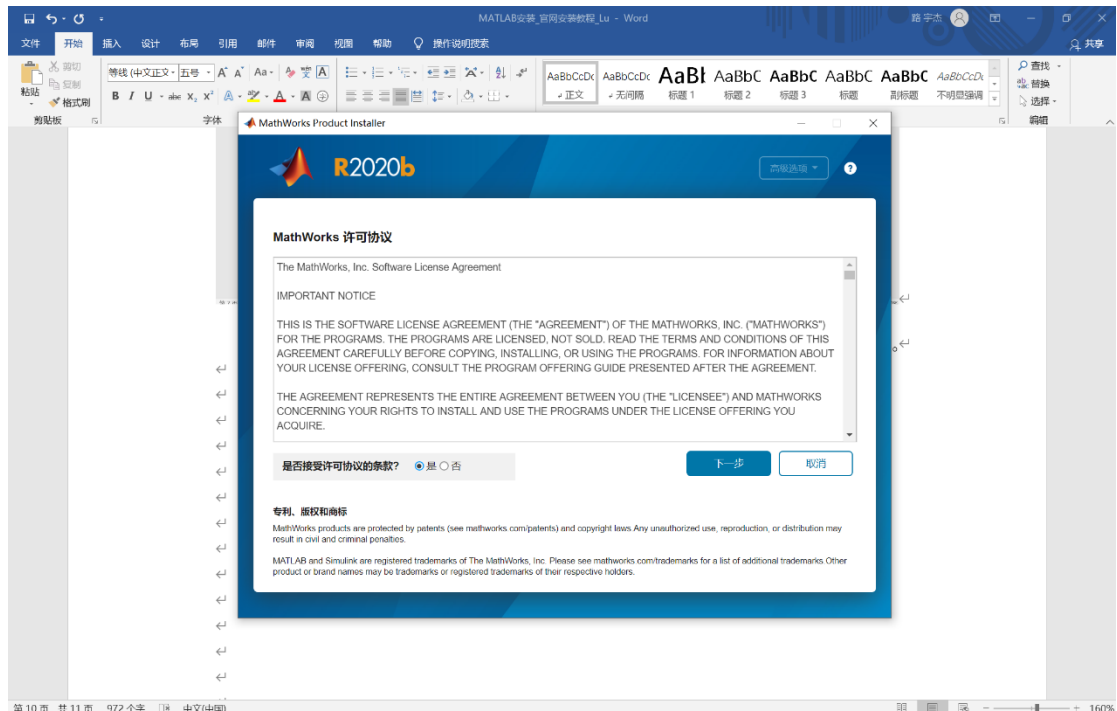 MATLAB安装_官网安装教程_Lu - Word
路 宇杰
文件 开始 插入 设计 布局 引用 邮件 审阅 视图 帮助 操作说明搜索 共享
剪切
复制
格式刷
粘贴
剪贴板
等线 (中文正文 五号
字体
AaBbCcDc AaBbCcDc AaBb AaBbC AaBbC AaBbC AaBbC AaBbCcDc
正文 无间隔 标题 1 标题 2 标题 3 标题 副标题 不明显强调
查找
替换
选择
编辑
MathWorks Product Installer
R2020b
高级选项
MathWorks 许可协议
The MathWorks, Inc. Software License Agreement
IMPORTANT NOTICE
THIS IS THE SOFTWARE LICENSE AGREEMENT (THE "AGREEMENT") OF THE MATHWORKS, INC. ("MATHWORKS")
FOR THE PROGRAMS. THE PROGRAMS ARE LICENSED, NOT SOLD. READ THE TERMS AND CONDITIONS OF THIS
AGREEMENT CAREFULLY BEFORE COPYING, INSTALLING, OR USING THE PROGRAMS. FOR INFORMATION ABOUT
YOUR LICENSE OFFERING, CONSULT THE PROGRAM OFFERING GUIDE PRESENTED AFTER THE AGREEMENT.
THE AGREEMENT REPRESENTS THE ENTIRE AGREEMENT BETWEEN YOU (THE "LICENSEE") AND MATHWORKS
CONCERNING YOUR RIGHTS TO INSTALL AND USE THE PROGRAMS UNDER THE LICENSE OFFERING YOU
ACQUIRE.
是否接受许可协议的条款? 是 否
下一步 取消
专利、版权和商标
MathWorks products are protected by patents (see mathworks.com/patents) and copyright laws.Any unauthorized use, reproduction, or distribution may
result in civil and criminal penalties.
MATLAB and Simulink are registered trademarks of The MathWorks, Inc. Please see mathworks.com/trademarks for a list of additional trademarks.Other
product or brand names may be trademarks or registered trademarks of their respective holders.
第 10 页, 共 11 页 972 个字 中文(中国) 160%